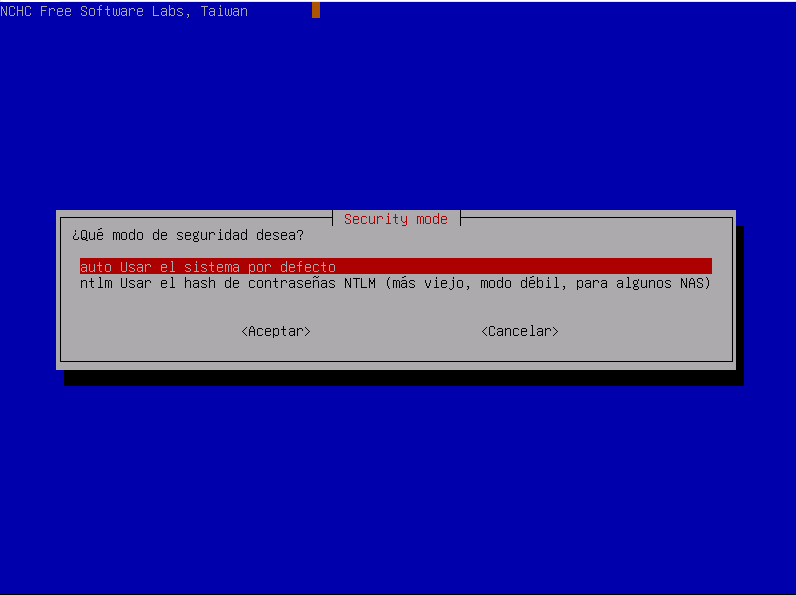 NCHC Free Software Labs, Taiwan
Security mode
¿Qué modo de seguridad desea?
auto Usar el sistema por defecto
ntlm Usar el hash de contraseñas NTLM (más viejo, modo débil, para algunos NAS)
<Aceptar> <Cancelar>